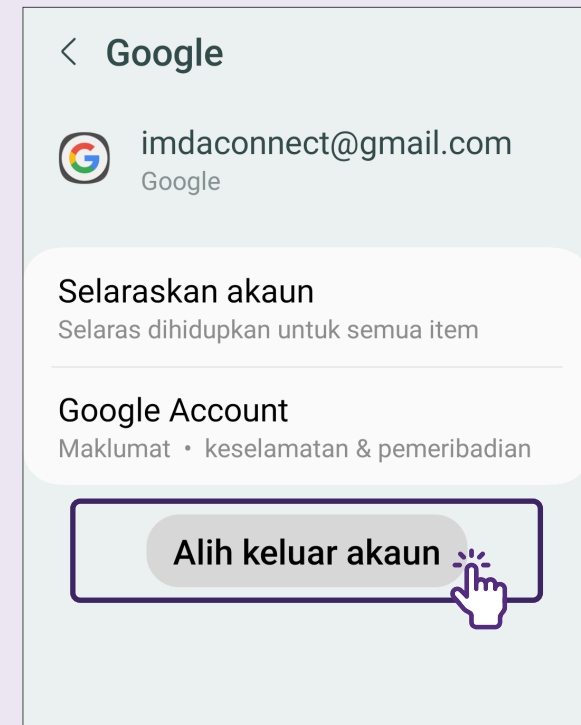 Google
imdaconnect@gmail.com
Google
Selaraskan akaun
Selaras dihidupkan untuk semua item
Google Account
Maklumat • keselamatan & pemeribadian
Alih keluar akaun